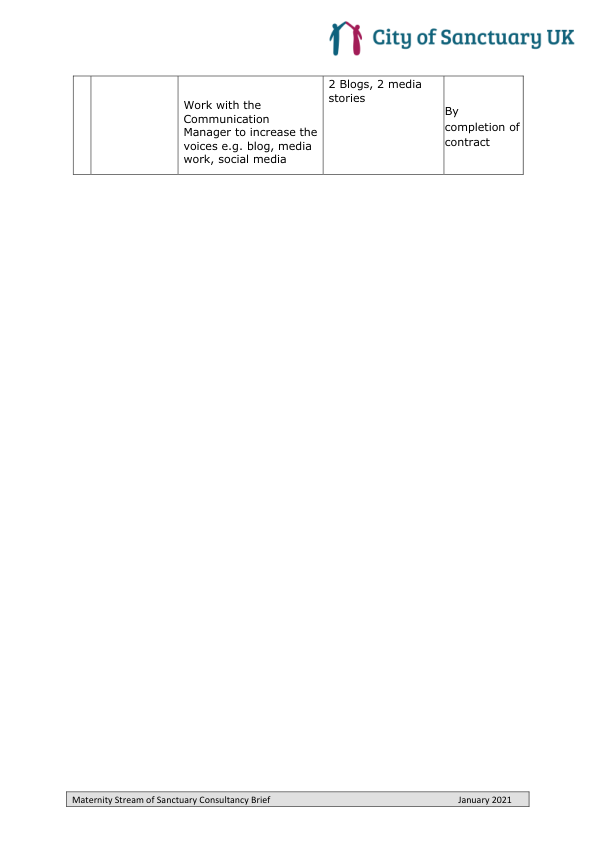 City of Sanctuary UK
Work with the
Communication
Manager to increase the
voices e.g. blog, media
work, social media
2 Blogs, 2 media
stories
By
completion of
contract
Maternity Stream of Sanctuary Consultancy Brief January 2021